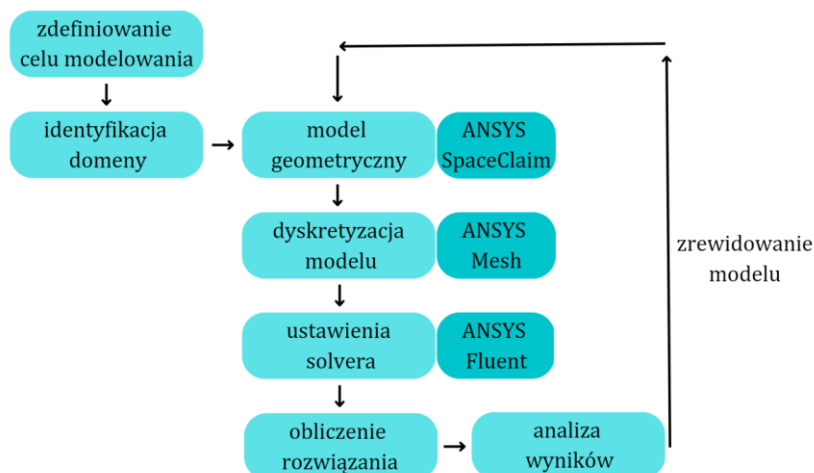 zdefiniowanie
celu modelowania
identyfikacja
domeny
model
geometryczny
ANSYS
SpaceClaim
dyskretyzacja
modelu
ANSYS
Mesh
zrewidowanie
modelu
ustawienia
solvera
ANSYS
Fluent
obliczenie
rozwiązania
analiza
wyników